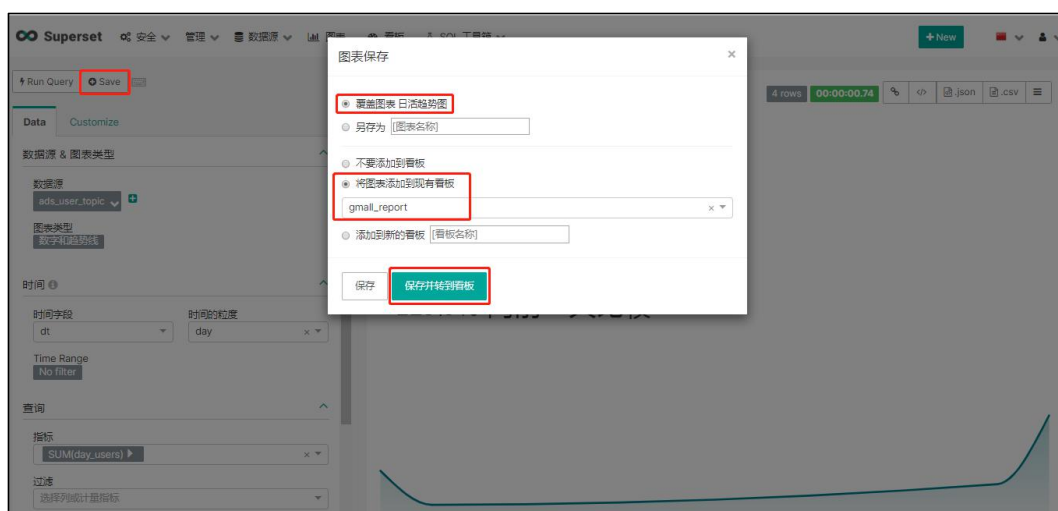 Superset 安全 管理 数据源 图表 看板 SQL 工具箱 + New
图表保存 ×
Run Query Save
覆盖图表 日活趋势图
4 rows 00:00:00.74 </> .json .csv
另存为 [图表名称]
Data Customize
数据源 & 图表类型
不要添加到看板
数据源
将图表添加到现有看板
ads_user_topic
gmall_report ×
图表类型
数字和趋势线
添加到新的看板 [看板名称]
时间
保存 保存并转到看板
时间字段 时间的粒度
dt day ×
Time Range
No filter
查询
指标
SUM(day_users) ×
过滤
选择列或计量指标